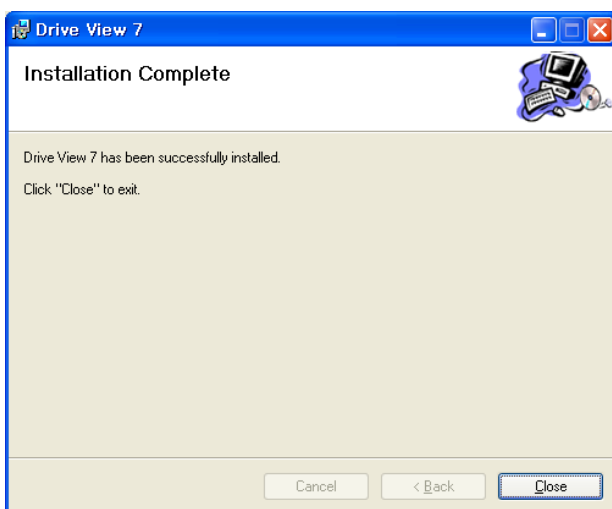 Drive View 7
Installation Complete
Drive View 7 has been successfully installed.
Click "Close" to exit.
Cancel
< Back
Close